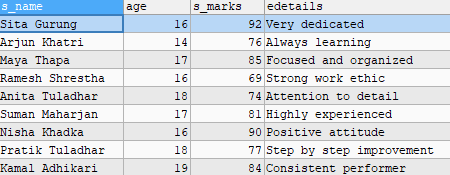 s_name age s_marks edetails
Sita Gurung 16 92 Very dedicated
Arjun Khatri 14 76 Always learning
Maya Thapa 17 85 Focused and organized
Ramesh Shrestha 16 69 Strong work ethic
Anita Tuladhar 18 74 Attention to detail
Suman Maharjan 17 81 Highly experienced
Nisha Khadka 16 90 Positive attitude
Pratik Tuladhar 18 77 Step by step improvement
Kamal Adhikari 19 84 Consistent performer